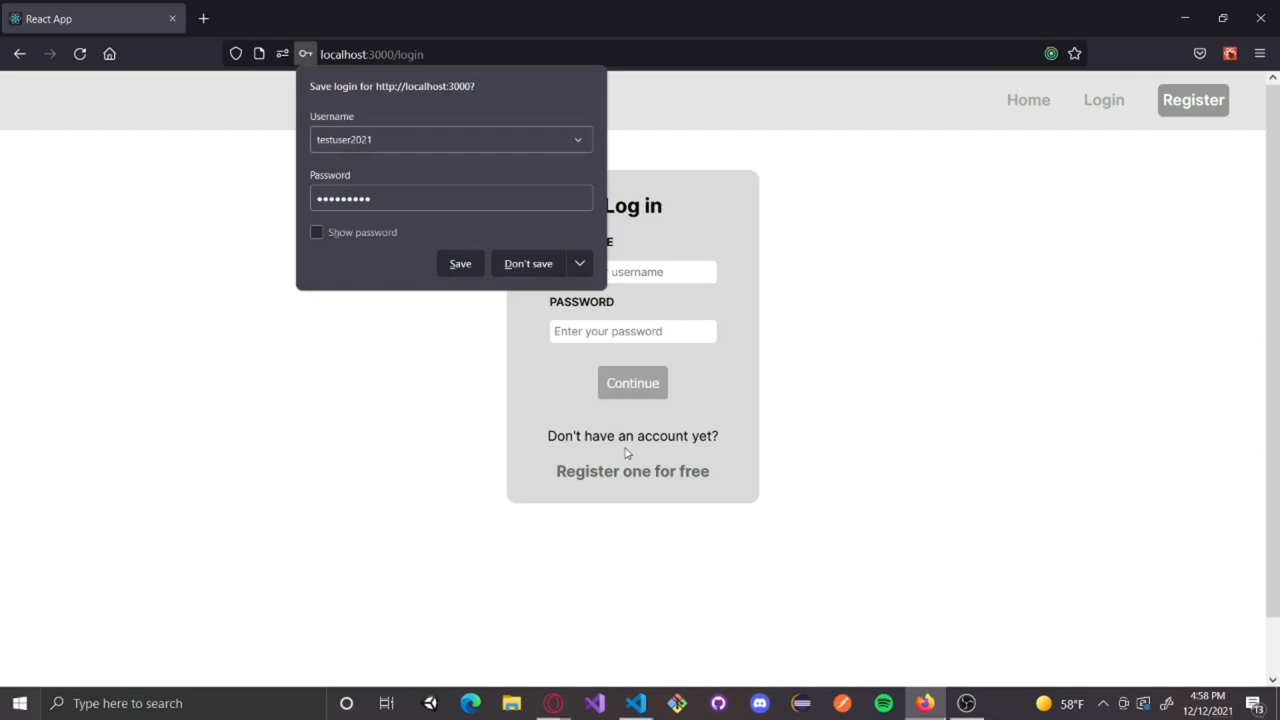 React App
localhost:3000/login
Save login for http://localhost:3000?
Username
testuser2021
Password
Show password
Save
Don't save
Home
Login
Register
Log in
E
username
PASSWORD
Enter your password
Continue
Don't have an account yet?
Register one for free
Type here to search
58°F
4:58 PM
12/12/2021
13